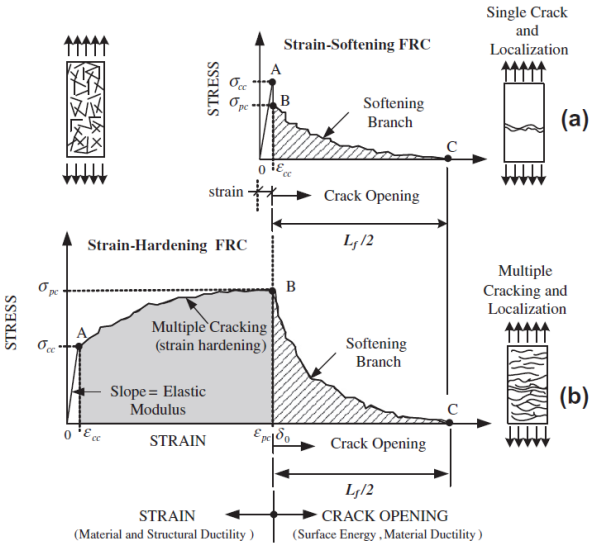 Single Crack
and
Localization
Strain-Softening FRC
STRESS
σcc
A
σpc
B
Softening
Branch
C
(a)
0
εcc
strain
Crack Opening
Lf /2
Strain-Hardening FRC
STRESS
σpc
B
Multiple
Cracking and
Localization
A
Multiple Cracking
(strain hardening)
σcc
Softening
Branch
(b)
Slope = Elastic
Modulus
C
0
εcc
STRAIN
εpc
δ0
Crack Opening
Lf /2
STRAIN
CRACK OPENING
(Material and Structural Ductility)
(Surface Energy , Material Ductility )